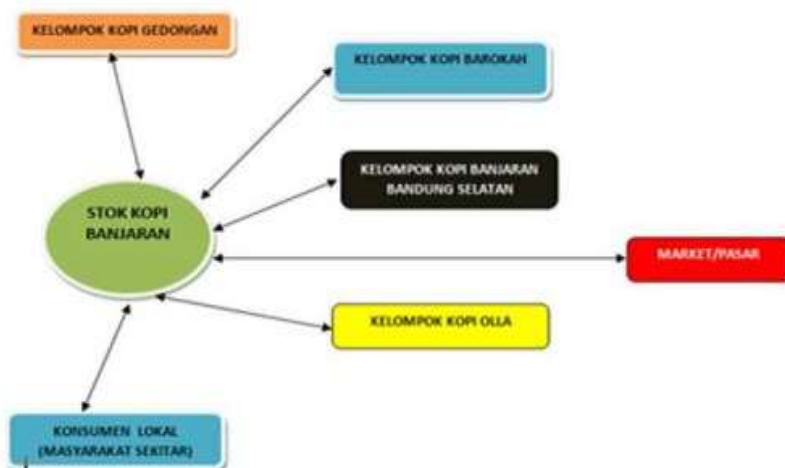 KELOMPOK KOPI GEDONGAN
KELOMPOK KOPI BAROKAH
KELOMPOK KOPI BANJARAN
BANDUNG SELATAN
STOK KOPI
BANJARAN
MARKET/PASAR
KELOMPOK KOPI OLLA
KONSUMEN LOKAL
(MASYARAKAT SEKITAR)